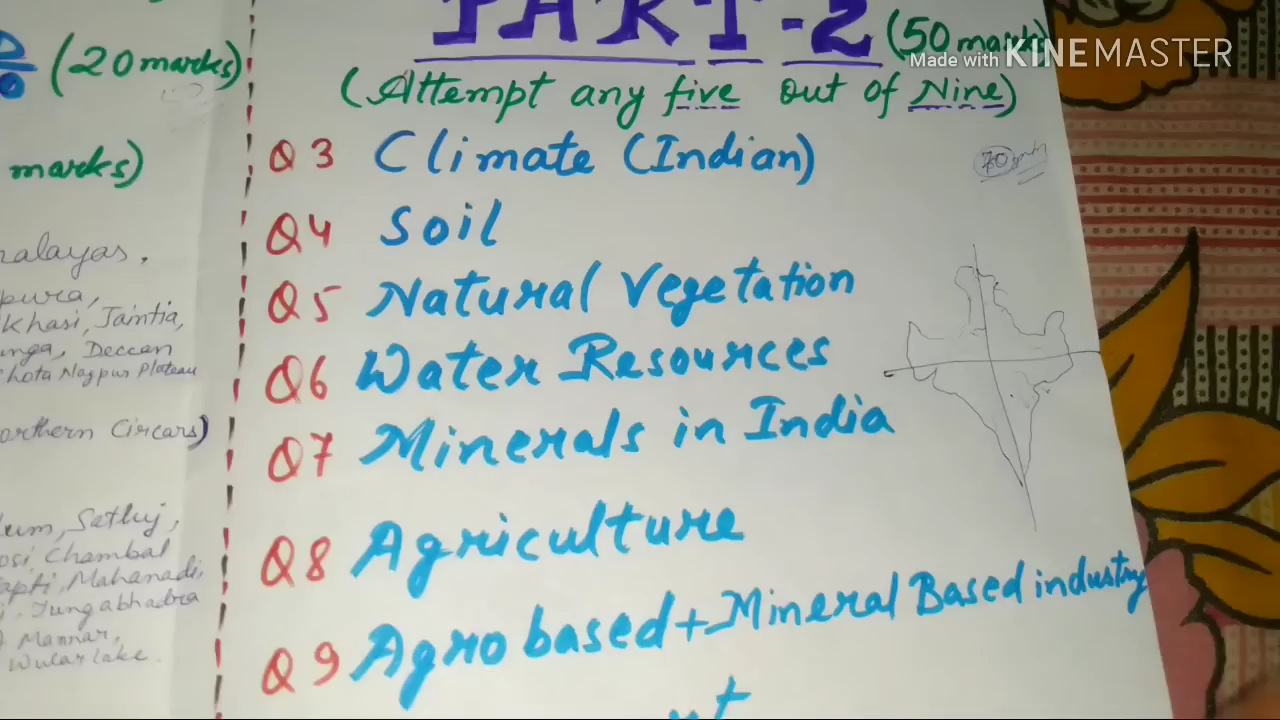 (20 marks)
marks)
malayas,
pura,
Khasi, Jaintia,
Deccan
Chota Nagpur Plateau
Northern Circars)
Satluj,
Chambal
Mahanadi,
Tungabhadra
Mannar,
Wular lake.
PART-2 (50 marks)
Made with KINEMASTER
(Attempt any five out of Nine)
Q3 Climate (Indian)
Q4 Soil
Q5 Natural Vegetation
Q6 Water Resources
Q7 Minerals in India
Q8 Agriculture
Q9 Agro based + Mineral Based industry